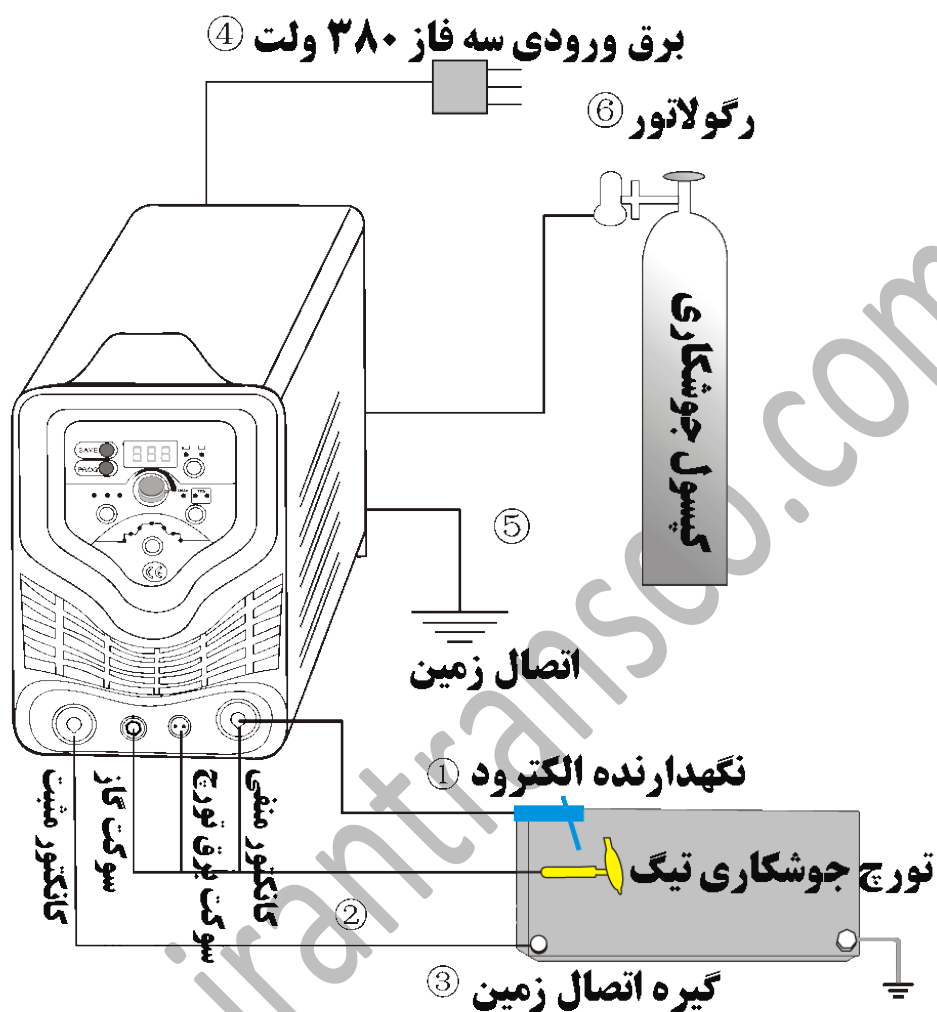 برق ورودی سه فاز ۳۸۰ ولت ④
رگولاتور ⑥
کپسول جوشکاری
SAVE
PROG
888
CE
⑤
اتصال زمین
کانکتور مثبت
سوکت گاز
سوکت برق تورچ
کانکتور منفی
نگهدارنده الکترود ①
تورچ جوشکاری تیگ
②
گیره اتصال زمین ③
irantransco.com